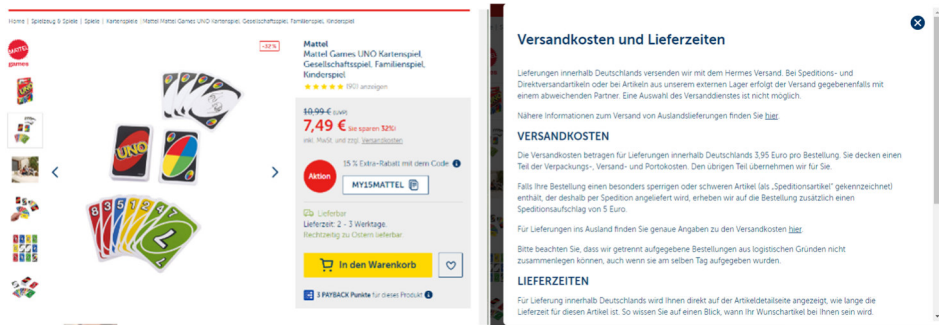 Home | Spielzeug & Spiele | Spiele | Kartenspiele | Mattel Mattel Games UNO Kartenspiel, Gesellschaftsspiel, Familienspiel, Kinderspiel
MATTEL
games
-32%
UNO
Mattel
Mattel Games UNO Kartenspiel,
Gesellschaftsspiel, Familienspiel,
Kinderspiel
(90) anzeigen
10,99 €
7,49 € Sie sparen 32%!
inkl. MwSt. und zzgl. Versandkosten
Aktion
15 % Extra-Rabatt mit dem Code:
MY15MATTEL
Lieferbar
Lieferzeit: 2 - 3 Werktage.
Rechtzeitig zu Ostern lieferbar.
In den Warenkorb
3 PAYBACK Punkte für dieses Produkt
Versandkosten und Lieferzeiten
Lieferungen innerhalb Deutschlands versenden wir mit dem Hermes Versand. Bei Speditions- und
Direktversandartikeln oder bei Artikeln aus unserem externen Lager erfolgt der Versand gegebenenfalls mit
einem abweichenden Partner. Eine Auswahl des Versanddienstes ist nicht möglich.
Nähere Informationen zum Versand von Auslandslieferungen finden Sie hier.
VERSANDKOSTEN
Die Versandkosten betragen für Lieferungen innerhalb Deutschlands 3,95 Euro pro Bestellung. Sie decken einen
Teil der Verpackungs-, Versand- und Portokosten. Den übrigen Teil übernehmen wir für Sie.
Falls Ihre Bestellung einen besonders sperrigen oder schweren Artikel (als „Speditionsartikel" gekennzeichnet)
enthält, der deshalb per Spedition angeliefert wird, erheben wir auf die Bestellung zusätzlich einen
Speditionsaufschlag von 5 Euro.
Für Lieferungen ins Ausland finden Sie genaue Angaben zu den Versandkosten hier.
Bitte beachten Sie, dass wir getrennt aufgegebene Bestellungen aus logistischen Gründen nicht
zusammenlegen können, auch wenn sie am selben Tag aufgegeben wurden.
LIEFERZEITEN
Für Lieferung innerhalb Deutschlands wird Ihnen direkt auf der Artikeldetailseite angezeigt, wie lange die
Lieferzeit für diesen Artikel ist. So wissen Sie auf einen Blick, wann Ihr Wunschartikel bei Ihnen sein wird.